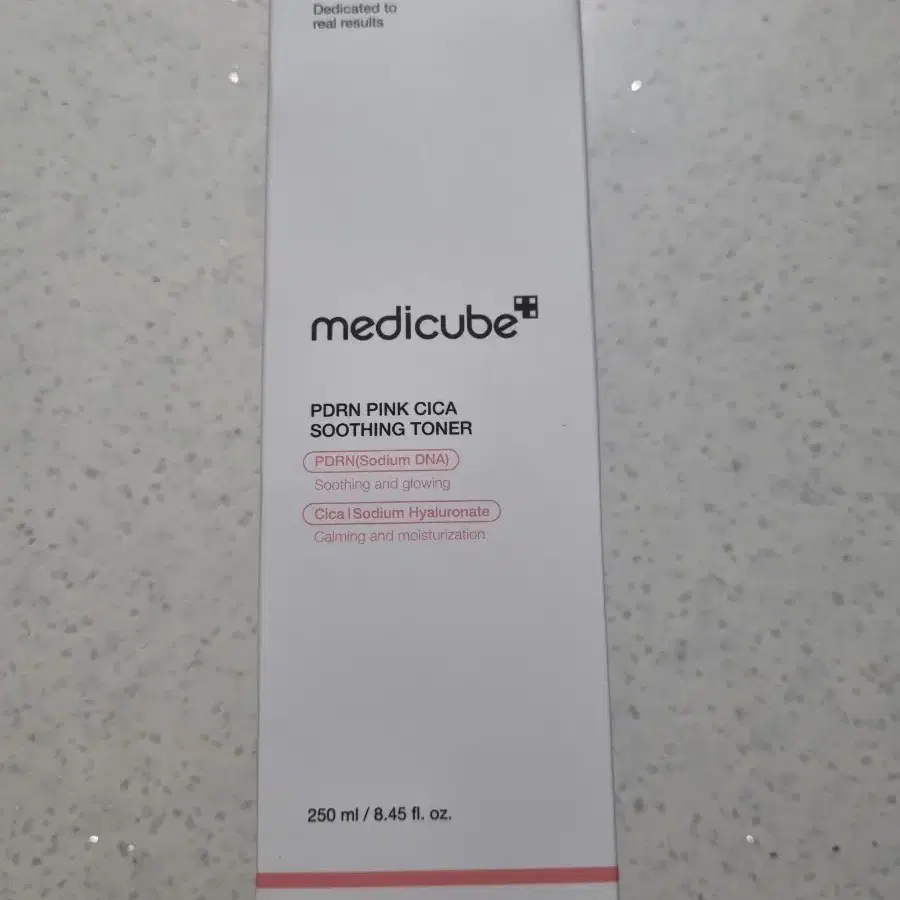 Dedicated to
real results
medicube
PDRN PINK CICA
SOOTHING TONER
PDRN(Sodium DNA)
Soothing and glowing
Cica | Sodium Hyaluronate
Calming and moisturization
250 ml / 8.45 fl. oz.